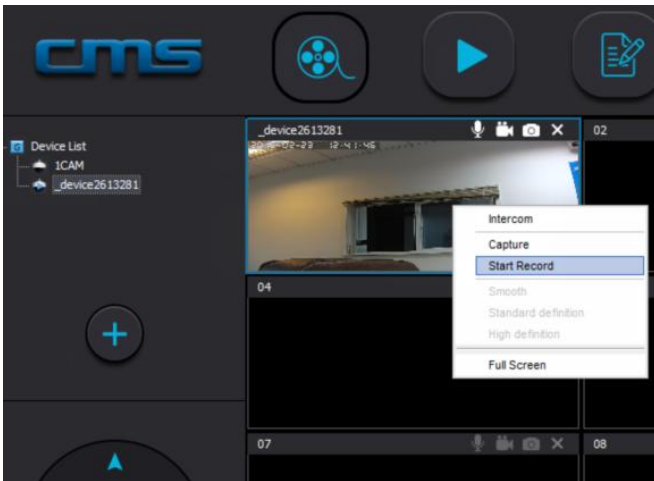 cms
_device2613281
02
Device List
1CAM
_device2613281
Intercom
Capture
Start Record
Smooth
Standard definition
High definition
Full Screen
04
07
08